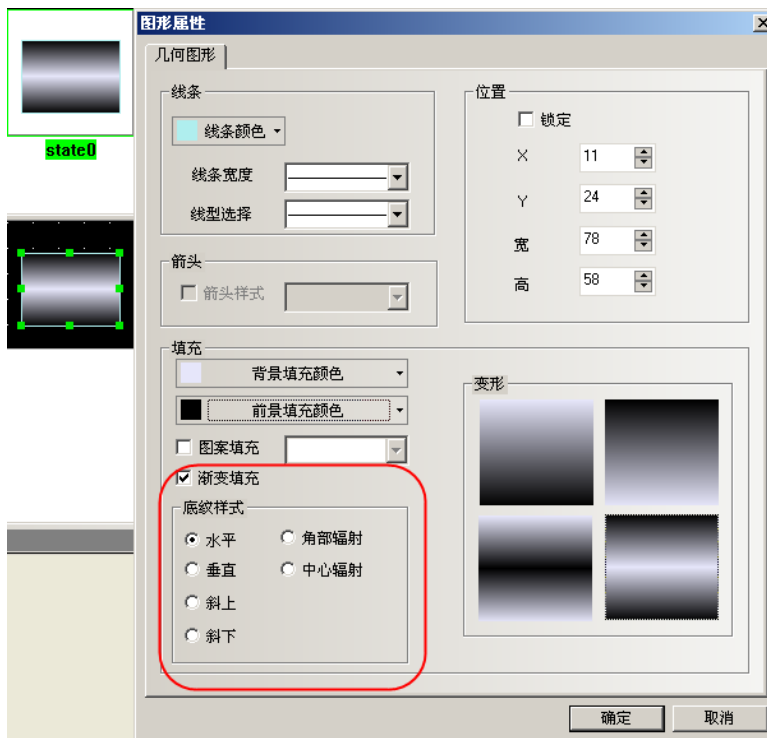 图形属性
几何图形
线条
线条颜色
线条宽度
线型选择
箭头
箭头样式
位置
锁定
X 11
Y 24
宽 78
高 58
填充
背景填充颜色
前景填充颜色
图案填充
渐变填充
底纹样式
水平 角部辐射
垂直 中心辐射
斜上
斜下
变形
确定 取消
state0